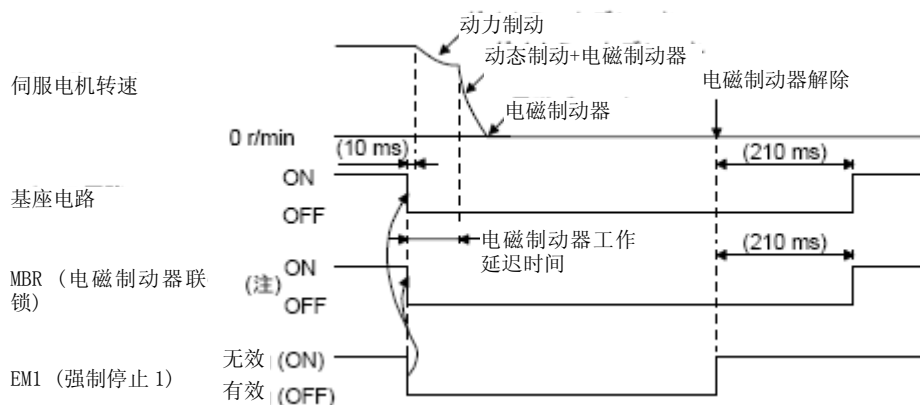 动力制动
动态制动+电磁制动器
伺服电机转速
电磁制动器解除
电磁制动器
0 r/min
(10 ms)
(210 ms)
ON
基座电路
OFF
电磁制动器工作
延迟时间
(210 ms)
MBR (电磁制动器联
锁)
(注)
ON
OFF
无效 (ON)
EM1 (强制停止 1)
有效 (OFF)